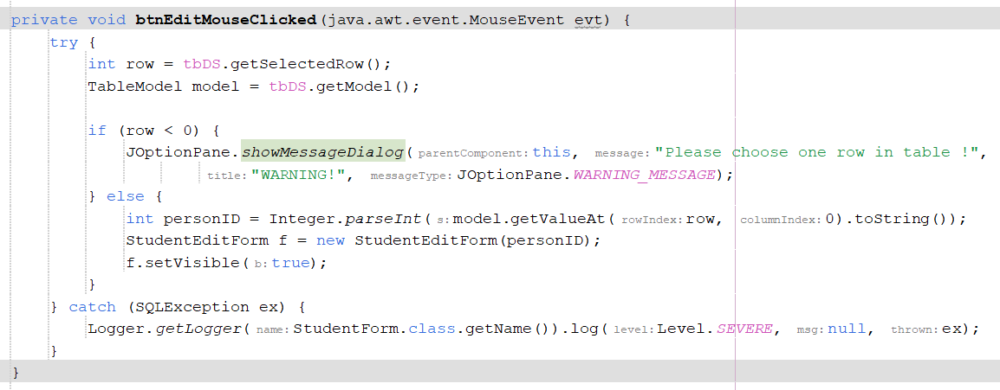 private void btnEditMouseClicked(java.awt.event.MouseEvent evt) {
try {
int row = tbDS.getSelectedRow();
TableModel model = tbDS.getModel();
if (row < 0) {
JOptionPane.showMessageDialog( parentComponent: this, message: "Please choose one row in table !",
title: "WARNING!", messageType: JOptionPane.WARNING_MESSAGE);
} else {
int personID = Integer.parseInt( s: model.getValueAt( rowIndex: row, columnIndex: 0).toString());
StudentEditForm f = new StudentEditForm(personID);
f.setVisible( b: true);
}
} catch (SQLException ex) {
Logger.getLogger( name: StudentForm.class.getName()).log( level: Level.SEVERE, msg: null, thrown: ex);
}
}